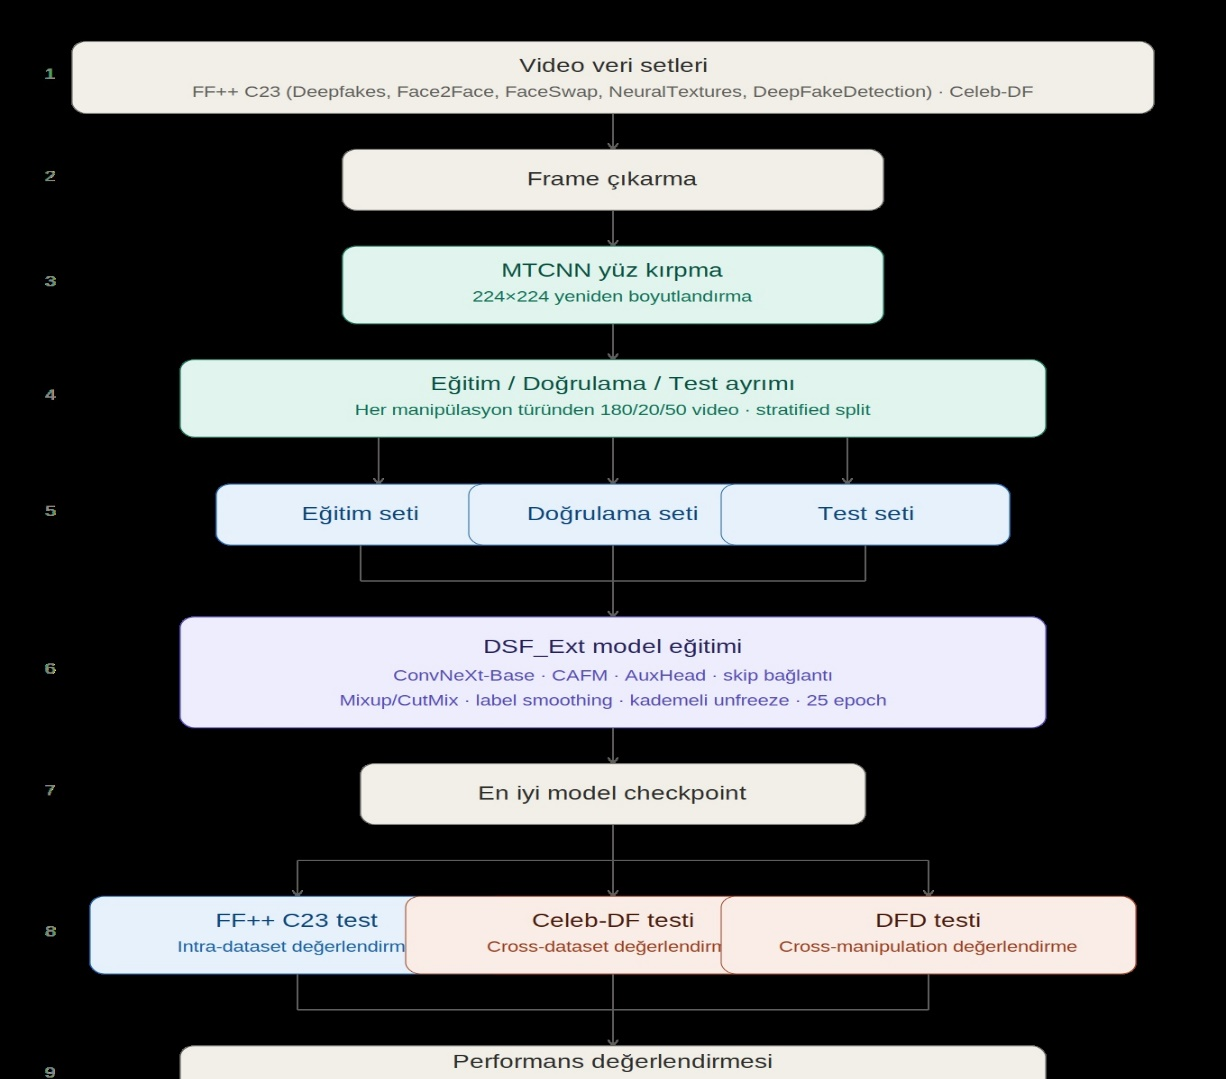 1
Video veri setleri
FF++ C23 (Deepfakes, Face2Face, FaceSwap, NeuralTextures, DeepFakeDetection) · Celeb-DF
2
Frame çıkarma
3
MTCNN yüz kırpma
224×224 yeniden boyutlandırma
4
Eğitim / Doğrulama / Test ayrımı
Her manipülasyon türünden 180/20/50 video · stratified split
5
Eğitim seti
Doğrulama seti
Test seti
6
DSF_Ext model eğitimi
ConvNeXt-Base · CAFM · AuxHead · skip bağlantı
Mixup/CutMix · label smoothing · kademeli unfreeze · 25 epoch
7
En iyi model checkpoint
8
FF++ C23 test
Intra-dataset değerlendirm
Celeb-DF testi
Cross-dataset değerlendirm
DFD testi
Cross-manipulation değerlendirme
9
Performans değerlendirmesi